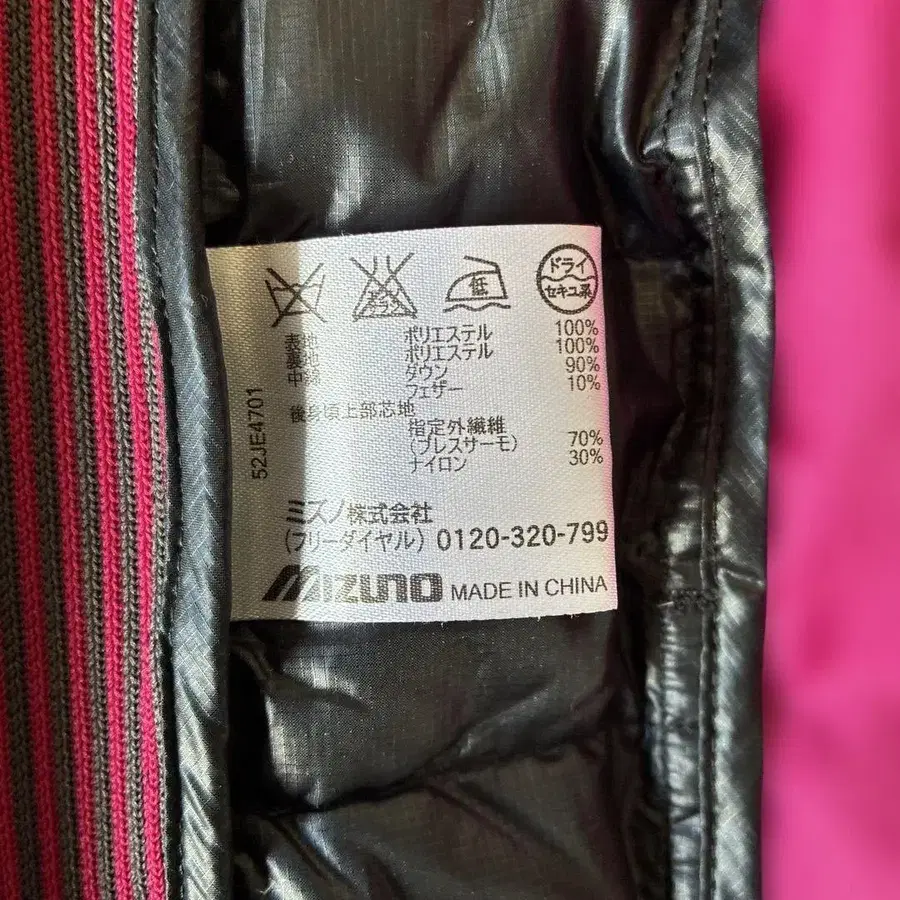 低 ドライ セキユ系
表地 ポリエステル 100%
裏地 ポリエステル 100%
中綿 ダウン 90%
フェザー 10%
後身頃上部芯地
指定外繊維
(ブレスサーモ) 70%
ナイロン 30%
52JE4701
ミズノ株式会社
(フリーダイヤル) 0120-320-799
MIZUNO MADE IN CHINA